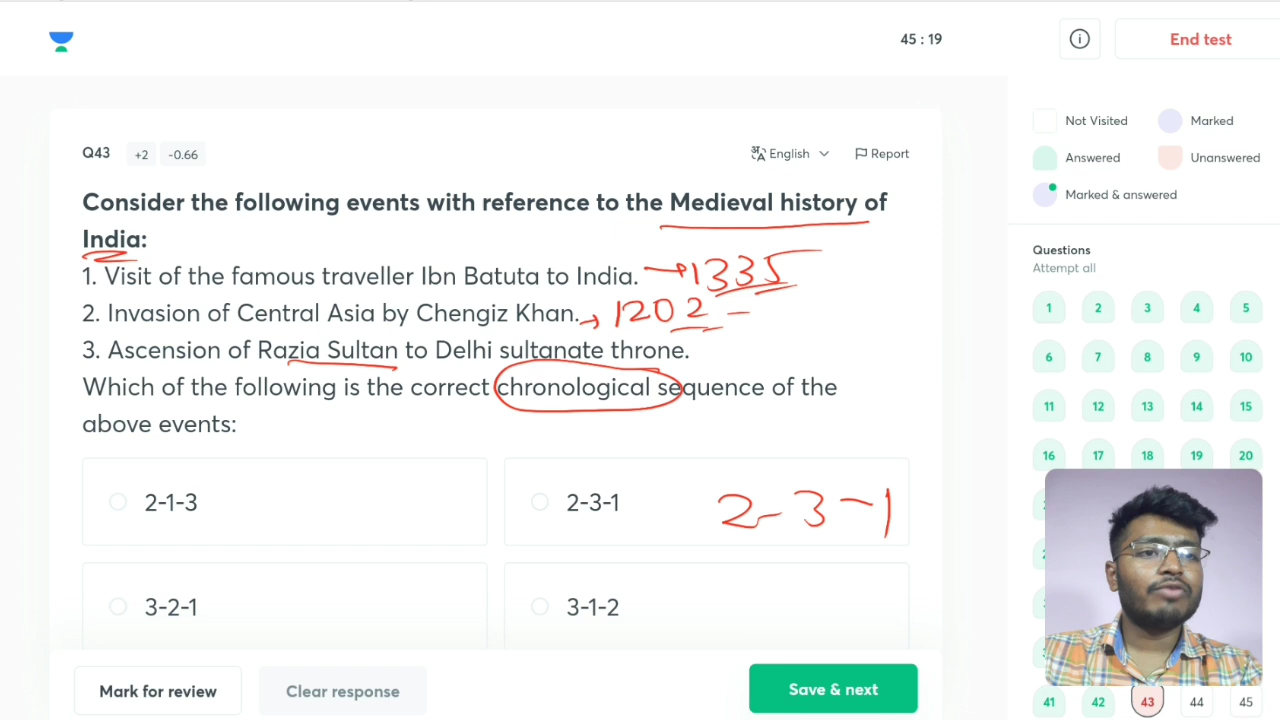 45 : 19
End test
Q43 +2 -0.66 English Report
Consider the following events with reference to the Medieval history of
India:
1. Visit of the famous traveller Ibn Batuta to India. → 1335
2. Invasion of Central Asia by Chengiz Khan. → 1202 –
3. Ascension of Razia Sultan to Delhi sultanate throne.
Which of the following is the correct chronological sequence of the
above events:
2-1-3
2-3-1 2-3-1
3-2-1
3-1-2
Mark for review
Clear response
Save & next
Not Visited
Marked
Answered
Unanswered
Marked & answered
Questions
Attempt all
1 2 3 4 5
6 7 8 9 10
11 12 13 14 15
16 17 18 19 20
41 42 43 44 45